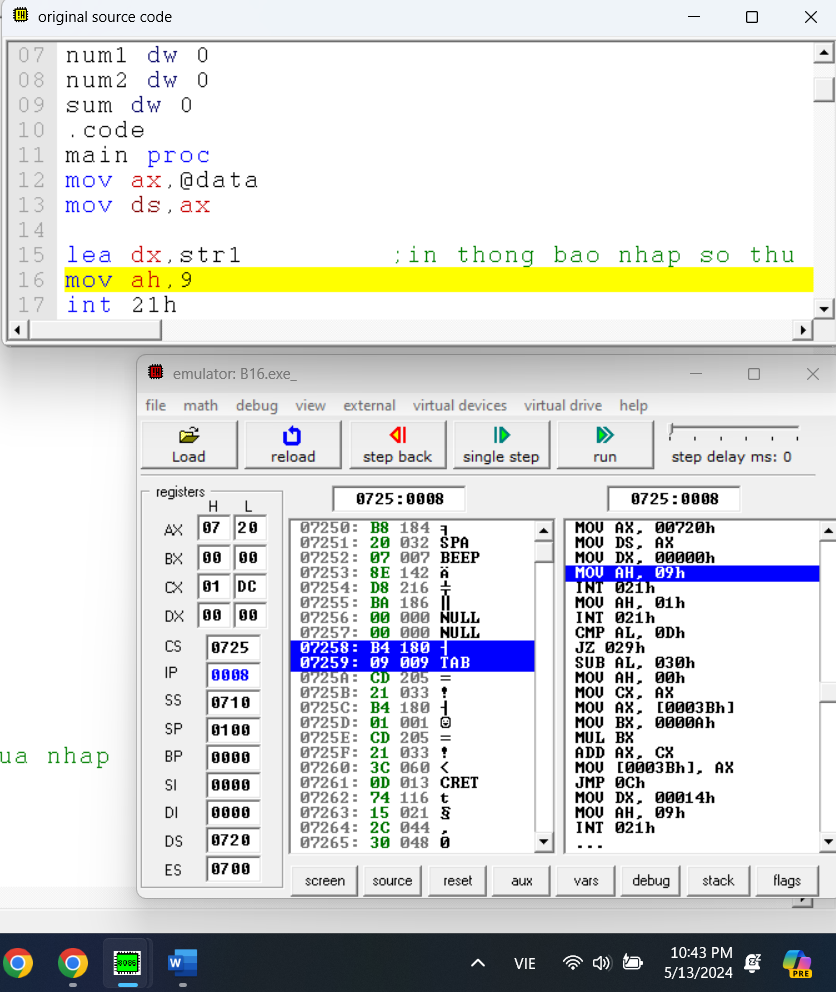 original source code
07 num1 dw 0
08 num2 dw 0
09 sum dw 0
10 .code
11 main proc
12 mov ax,@data
13 mov ds,ax
14
15 lea dx,str1 ;in thong bao nhap so thu
16 mov ah,9
17 int 21h
emulator: B16.exe_
file math debug view external virtual devices virtual drive help
Load reload step back single step run step delay ms: 0
registers
H L
AX 07 20
BX 00 00
CX 01 DC
DX 00 00
CS 0725
IP 0008
SS 0710
SP 0100
BP 0000
SI 0000
DI 0000
DS 0720
ES 0700
0725:0008
07250: B8 184 ╕
07251: 20 032 SPA
07252: 07 007 BEEP
07253: 8E 142 Ä
07254: D8 216 ╪
07255: BA 186 ║
07256: 00 000 NULL
07257: 00 000 NULL
07258: B4 180 ┤
07259: 09 009 TAB
0725A: CD 205 =
0725B: 21 033 !
0725C: B4 180 ┤
0725D: 01 001 ☺
0725E: CD 205 =
0725F: 21 033 !
07260: 3C 060 <
07261: 0D 013 CRET
07262: 74 116 t
07263: 15 021 §
07264: 2C 044 ,
07265: 30 048 0
0725:0008
MOV AX, 00720h
MOV DS, AX
MOV DX, 00000h
MOV AH, 09h
INT 021h
MOV AH, 01h
INT 021h
CMP AL, 0Dh
JZ 029h
SUB AL, 030h
MOV AH, 00h
MOV CX, AX
MOV AX, [0003Bh]
MOV BX, 0000Ah
MUL BX
ADD AX, CX
MOV [0003Bh], AX
JMP 0Ch
MOV DX, 00014h
MOV AH, 09h
INT 021h
...
screen source reset aux vars debug stack flags
ua nhap
8086
W
VIE
10:43 PM
5/13/2024
PRE